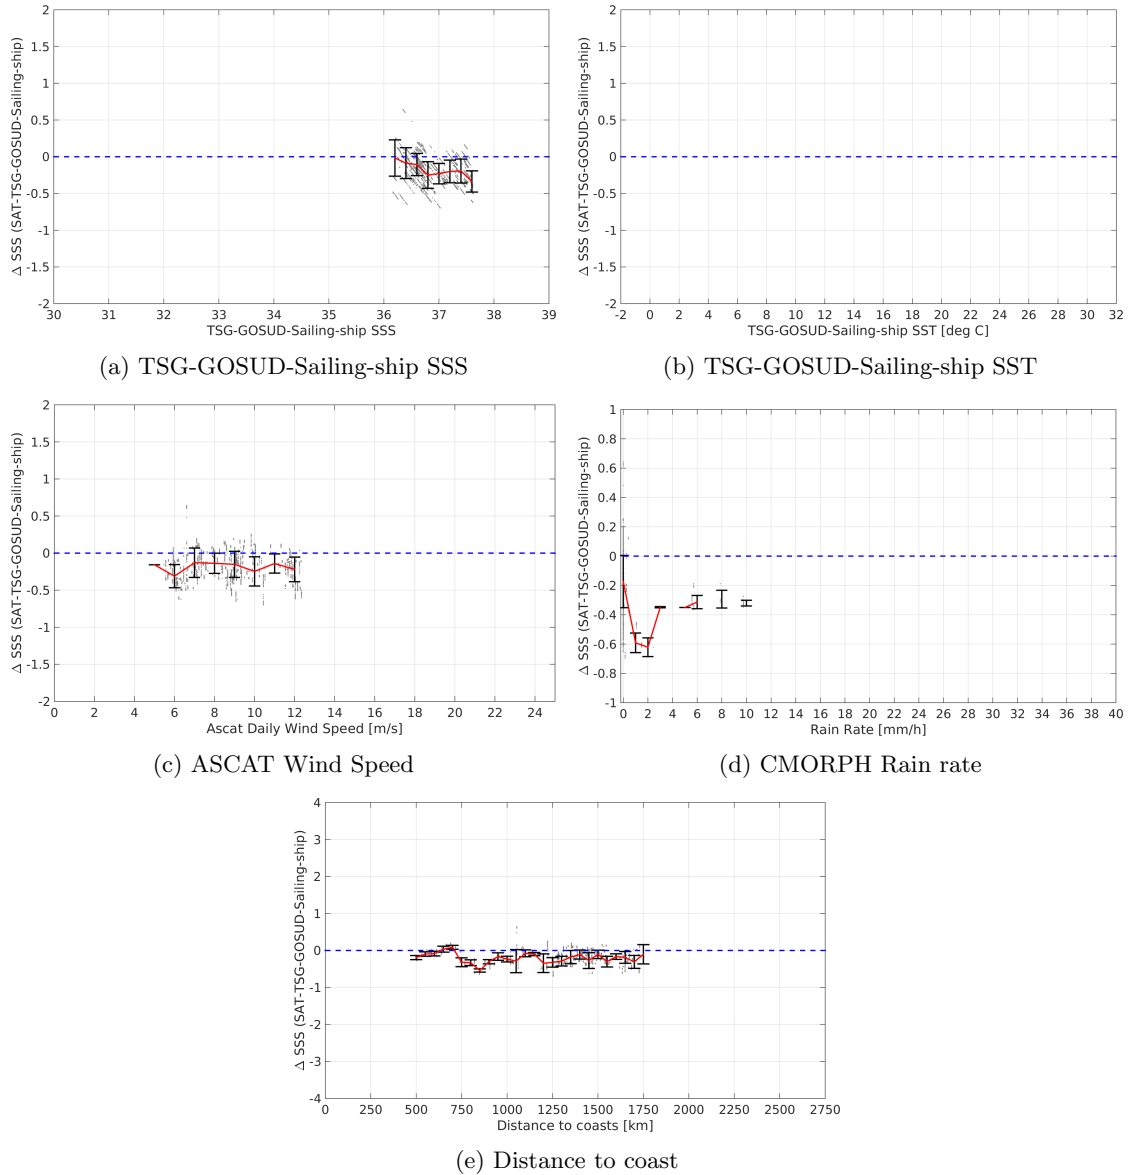 2
1.5
1
0.5
0
-0.5
-1
-1.5
-2
Δ SSS (SAT-TSG-GOSUD-Sailing-ship)
30 31 32 33 34 35 36 37 38 39
TSG-GOSUD-Sailing-ship SSS
(a) TSG-GOSUD-Sailing-ship SSS
2
1.5
1
0.5
0
-0.5
-1
-1.5
-2
Δ SSS (SAT-TSG-GOSUD-Sailing-ship)
-2 0 2 4 6 8 10 12 14 16 18 20 22 24 26 28 30 32
TSG-GOSUD-Sailing-ship SST [deg C]
(b) TSG-GOSUD-Sailing-ship SST
2
1.5
1
0.5
0
-0.5
-1
-1.5
-2
Δ SSS (SAT-TSG-GOSUD-Sailing-ship)
0 2 4 6 8 10 12 14 16 18 20 22 24
Ascat Daily Wind Speed [m/s]
(c) ASCAT Wind Speed
1
0.8
0.6
0.4
0.2
0
-0.2
-0.4
-0.6
-0.8
-1
Δ SSS (SAT-TSG-GOSUD-Sailing-ship)
0 2 4 6 8 10 12 14 16 18 20 22 24 26 28 30 32 34 36 38 40
Rain Rate [mm/h]
(d) CMORPH Rain rate
4
3
2
1
0
-1
-2
-3
-4
Δ SSS (SAT-TSG-GOSUD-Sailing-ship)
0 250 500 750 1000 1250 1500 1750 2000 2250 2500 2750
Distance to coasts [km]
(e) Distance to coast